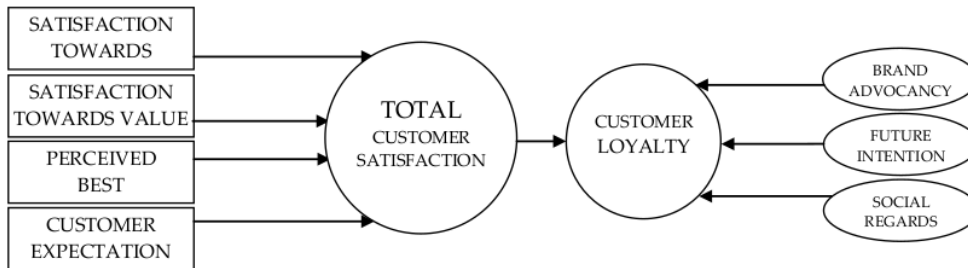 SATISFACTION
TOWARDS
SATISFACTION
TOWARDS VALUE
PERCEIVED
BEST
CUSTOMER
EXPECTATION
TOTAL
CUSTOMER
SATISFACTION
CUSTOMER
LOYALTY
BRAND
ADVOCANCY
FUTURE
INTENTION
SOCIAL
REGARDS